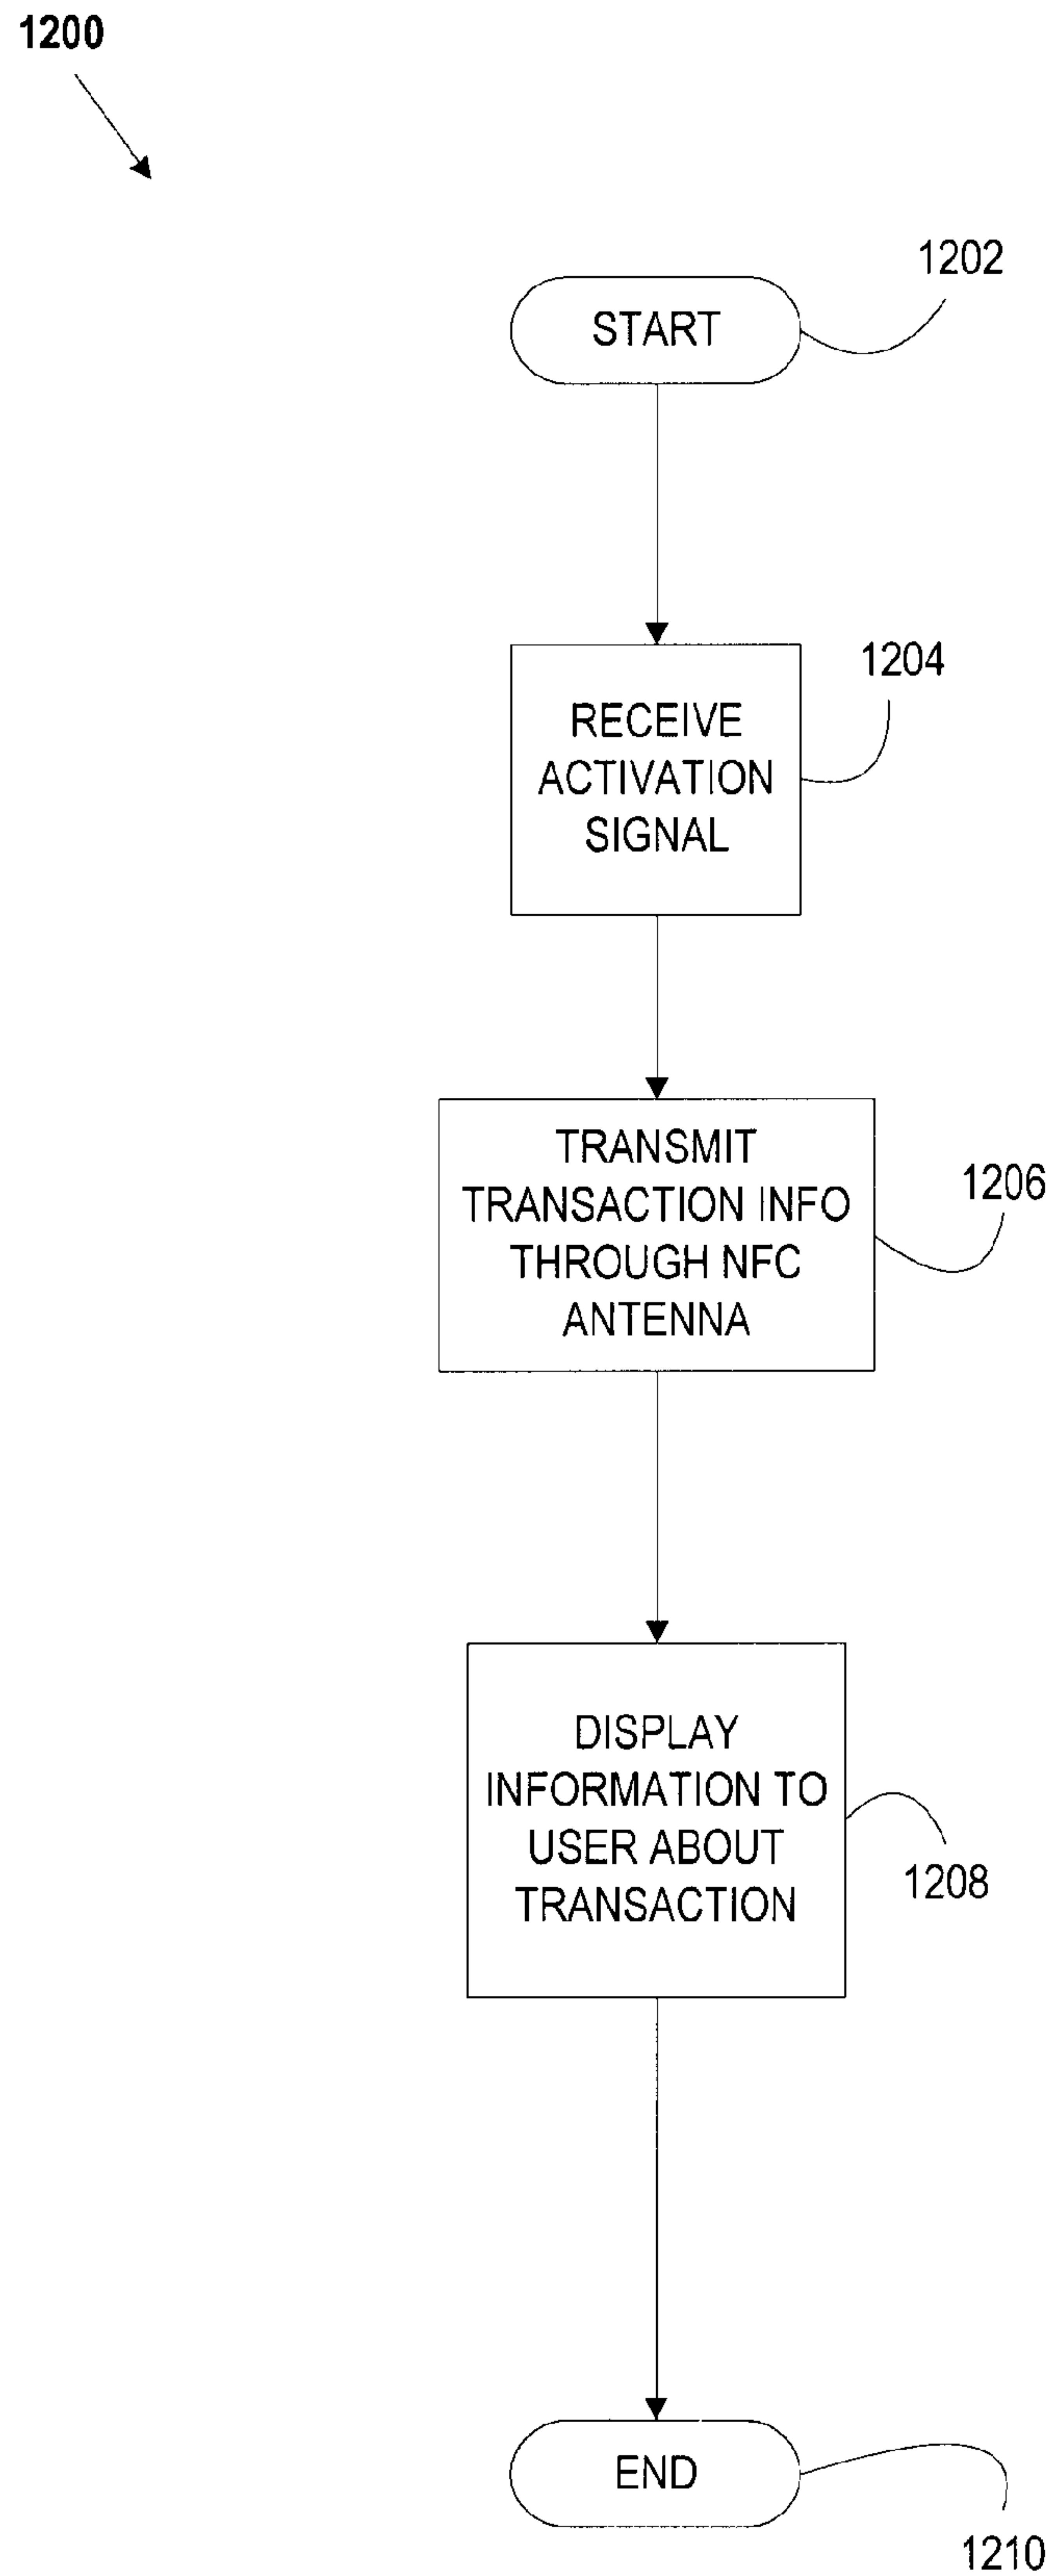 1200
1202
START
1204
RECEIVE
ACTIVATION
SIGNAL
1206
TRANSMIT
TRANSACTION INFO
THROUGH NFC
ANTENNA
DISPLAY
INFORMATION TO
USER ABOUT
TRANSACTION
1208
END
1210